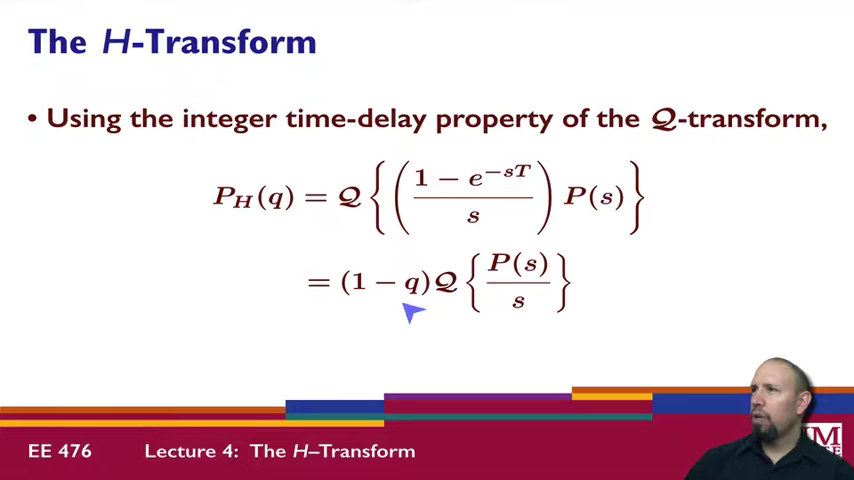 The H-Transform
• Using the integer time-delay property of the 𝒬-transform,
P_H(q) = 𝒬 { ( (1 − e^{−sT}) / s ) P(s) }
= (1 − q)𝒬 { P(s) / s }
EE 476 Lecture 4: The H–Transform